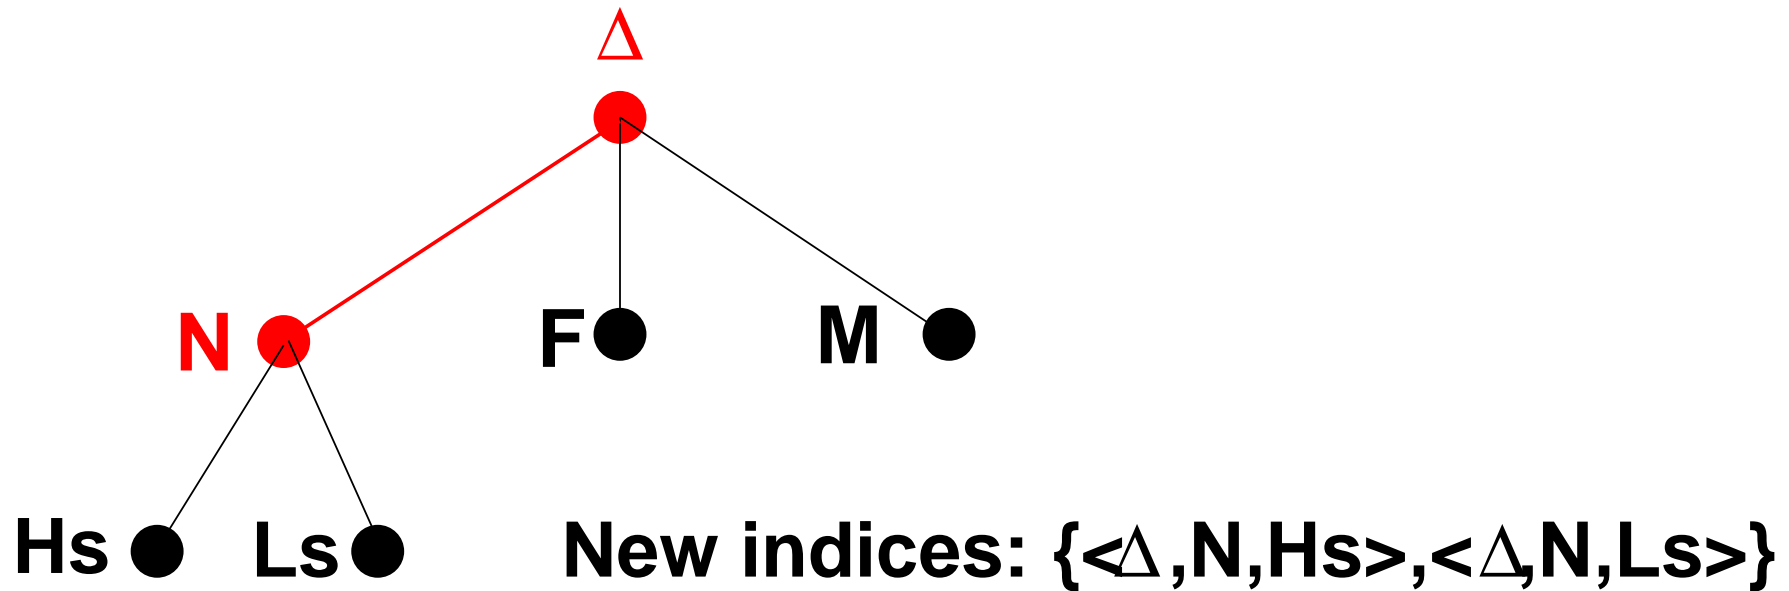 Δ
N F M
Hs Ls New indices: {<Δ,N,Hs>,<Δ,N,Ls>}